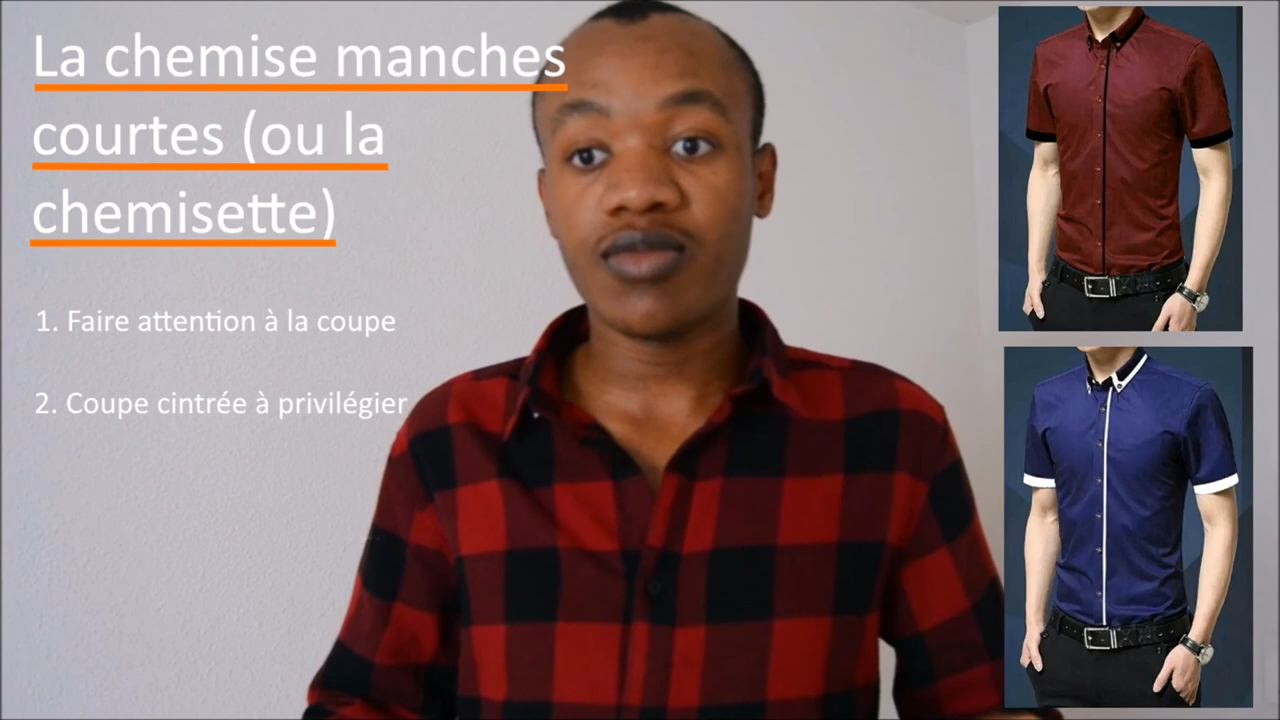 La chemise manches
courtes (ou la
chemisette)
1. Faire attention à la coupe
2. Coupe cintrée à privilégier